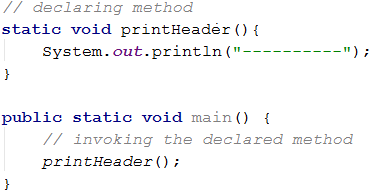 // declaring method
static void printHeader(){
System.out.println("----------");
}
public static void main() {
// invoking the declared method
printHeader();
}